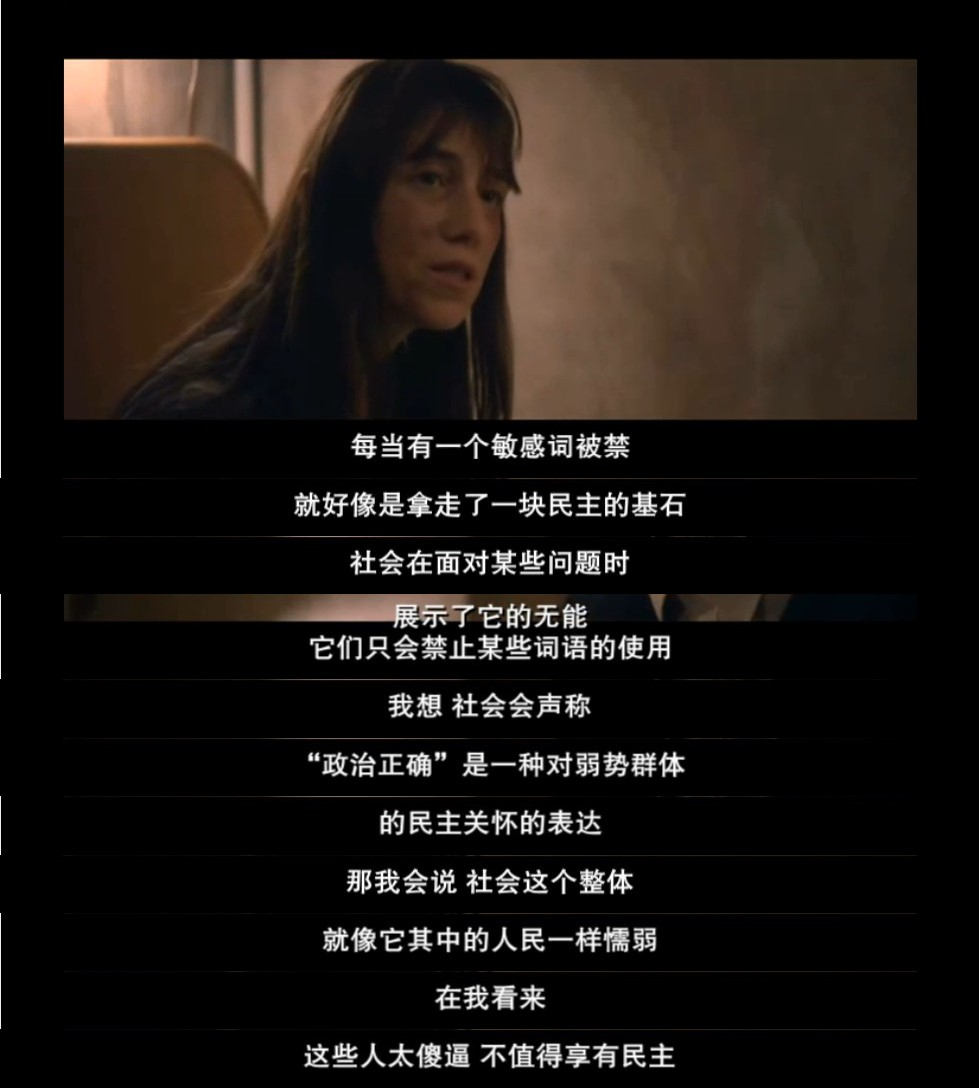 每当有一个敏感词被禁
就好像是拿走了一块民主的基石
社会在面对某些问题时
展示了它的无能
它们只会禁止某些词语的使用
我想 社会会声称
“政治正确”是一种对弱势群体
的民主关怀的表达
那我会说 社会这个整体
就像它其中的人民一样懦弱
在我看来
这些人太傻逼 不值得享有民主